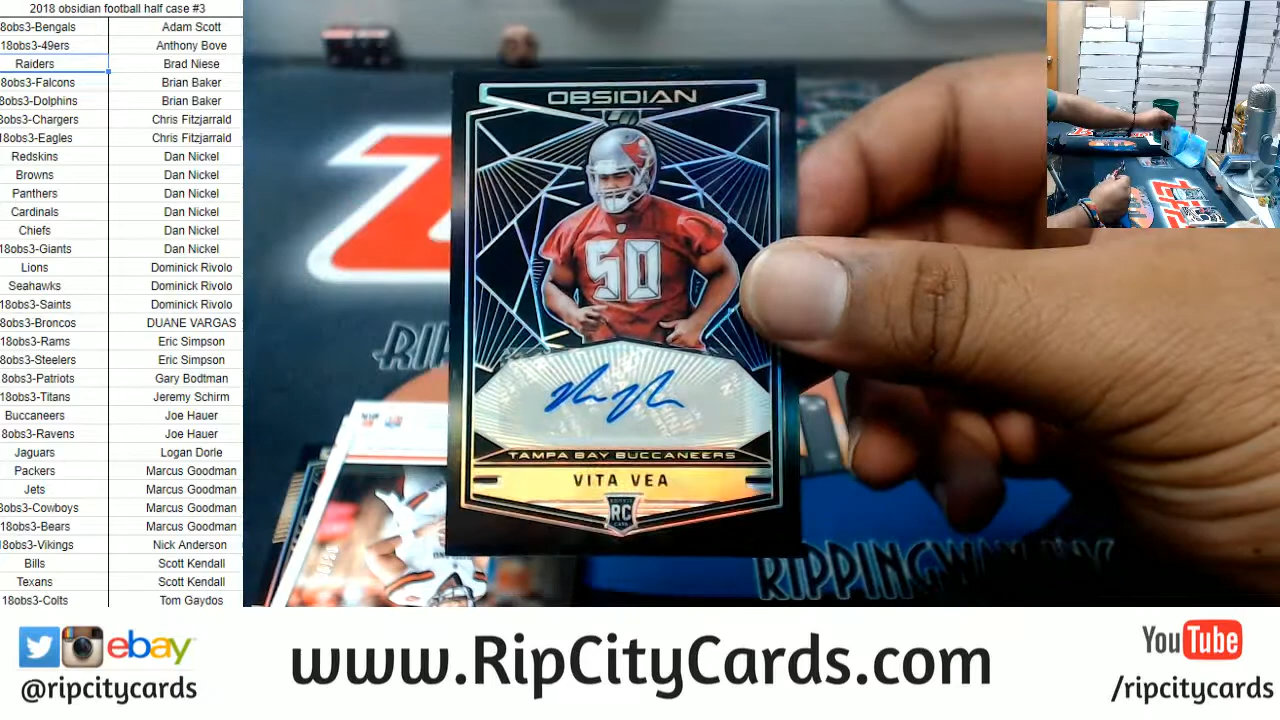 2018 obsidian football half case #3
8obs3-Bengals Adam Scott
18obs3-49ers Anthony Bove
Raiders Brad Niese
8obs3-Falcons Brian Baker
8obs3-Dolphins Brian Baker
8obs3-Chargers Chris Fitzjarrald
18obs3-Eagles Chris Fitzjarrald
Redskins Dan Nickel
Browns Dan Nickel
Panthers Dan Nickel
Cardinals Dan Nickel
Chiefs Dan Nickel
18obs3-Giants Dan Nickel
Lions Dominick Rivolo
Seahawks Dominick Rivolo
18obs3-Saints Dominick Rivolo
8obs3-Broncos DUANE VARGAS
18obs3-Rams Eric Simpson
8obs3-Steelers Eric Simpson
8obs3-Patriots Gary Bodtman
18obs3-Titans Jeremy Schirm
Buccaneers Joe Hauer
8obs3-Ravens Joe Hauer
Jaguars Logan Dorie
Packers Marcus Goodman
Jets Marcus Goodman
obs3-Cowboys Marcus Goodman
18obs3-Bears Marcus Goodman
8obs3-Vikings Nick Anderson
Bills Scott Kendall
Texans Scott Kendall
18obs3-Colts Tom Gaydos
OBSIDIAN
50
TAMPA BAY BUCCANEERS
VITA VEA
RC
RIP
RIPPINGWAX
ebay
@ripcitycards
www.RipCityCards.com
YouTube
/ripcitycards